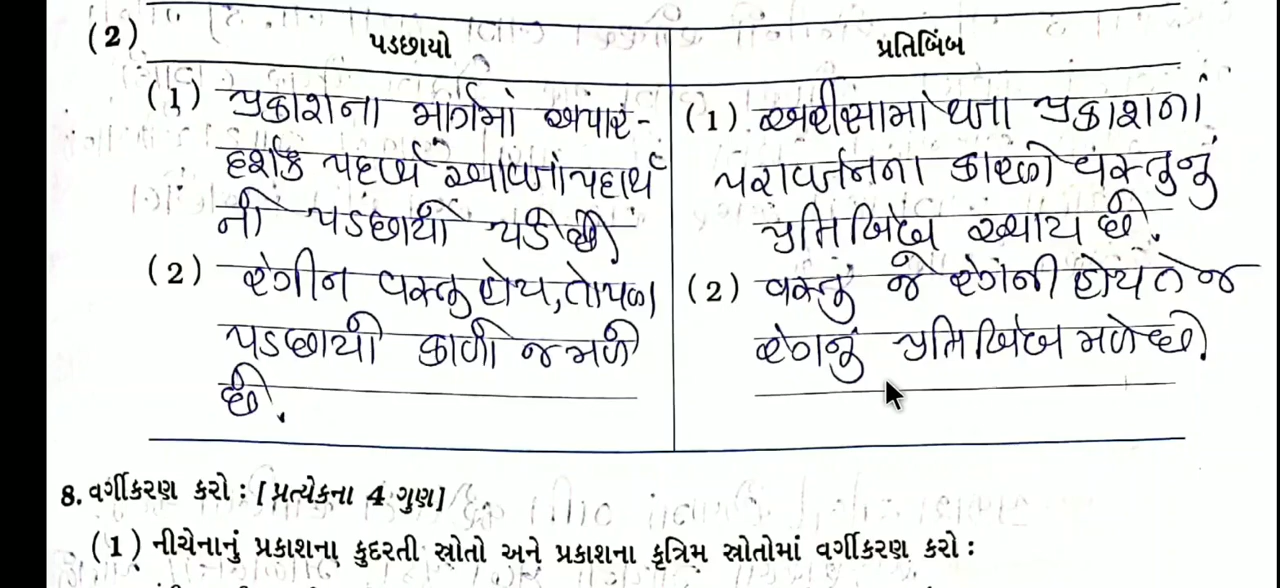 (2) પડછાયો પ્રતિબિંબ
(1) પ્રકાશના માર્ગમાં અપાર-
દર્શક પદાર્થ આવતાં પદાર્થ
નો પડછાયો પડે છે
(2) રંગીન વસ્તુ હોય, તોપણ
પડછાયો કાળો જ મળે
છે.
(1) અરીસામાં થતા પ્રકાશનાં
પરાવર્તનના કારણે વસ્તુનું
પ્રતિબિંબ રચાય છે.
(2) વસ્તુ જે રંગની હોય તે જ
રંગનું પ્રતિબિંબ મળે છે.
8. વર્ગીકરણ કરો : [પ્રત્યેકના 4 ગુણ]
(1) નીચેનાનું પ્રકાશના કુદરતી સ્રોતો અને પ્રકાશના કૃત્રિમ સ્રોતોમાં વર્ગીકરણ કરો :